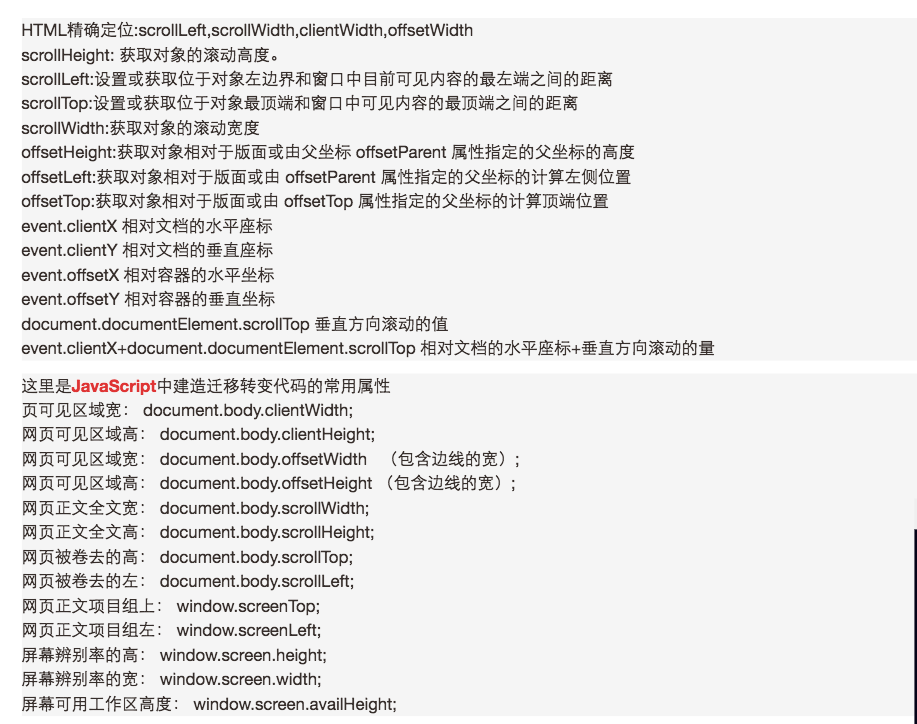 HTML精确定位:scrollLeft,scrollWidth,clientWidth,offsetWidth
scrollHeight: 获取对象的滚动高度。
scrollLeft:设置或获取位于对象左边界和窗口中目前可见内容的最左端之间的距离
scrollTop:设置或获取位于对象最顶端和窗口中可见内容的最顶端之间的距离
scrollWidth:获取对象的滚动宽度
offsetHeight:获取对象相对于版面或由父坐标 offsetParent 属性指定的父坐标的高度
offsetLeft:获取对象相对于版面或由 offsetParent 属性指定的父坐标的计算左侧位置
offsetTop:获取对象相对于版面或由 offsetTop 属性指定的父坐标的计算顶端位置
event.clientX 相对文档的水平座标
event.clientY 相对文档的垂直座标
event.offsetX 相对容器的水平坐标
event.offsetY 相对容器的垂直坐标
document.documentElement.scrollTop 垂直方向滚动的值
event.clientX+document.documentElement.scrollTop 相对文档的水平座标+垂直方向滚动的量
这里是JavaScript中建造迁移转变代码的常用属性
页可见区域宽： document.body.clientWidth;
网页可见区域高： document.body.clientHeight;
网页可见区域宽： document.body.offsetWidth （包含边线的宽）;
网页可见区域高： document.body.offsetHeight （包含边线的宽）;
网页正文全文宽： document.body.scrollWidth;
网页正文全文高： document.body.scrollHeight;
网页被卷去的高： document.body.scrollTop;
网页被卷去的左： document.body.scrollLeft;
网页正文项目组上： window.screenTop;
网页正文项目组左： window.screenLeft;
屏幕辨别率的高： window.screen.height;
屏幕辨别率的宽： window.screen.width;
屏幕可用工作区高度： window.screen.availHeight;